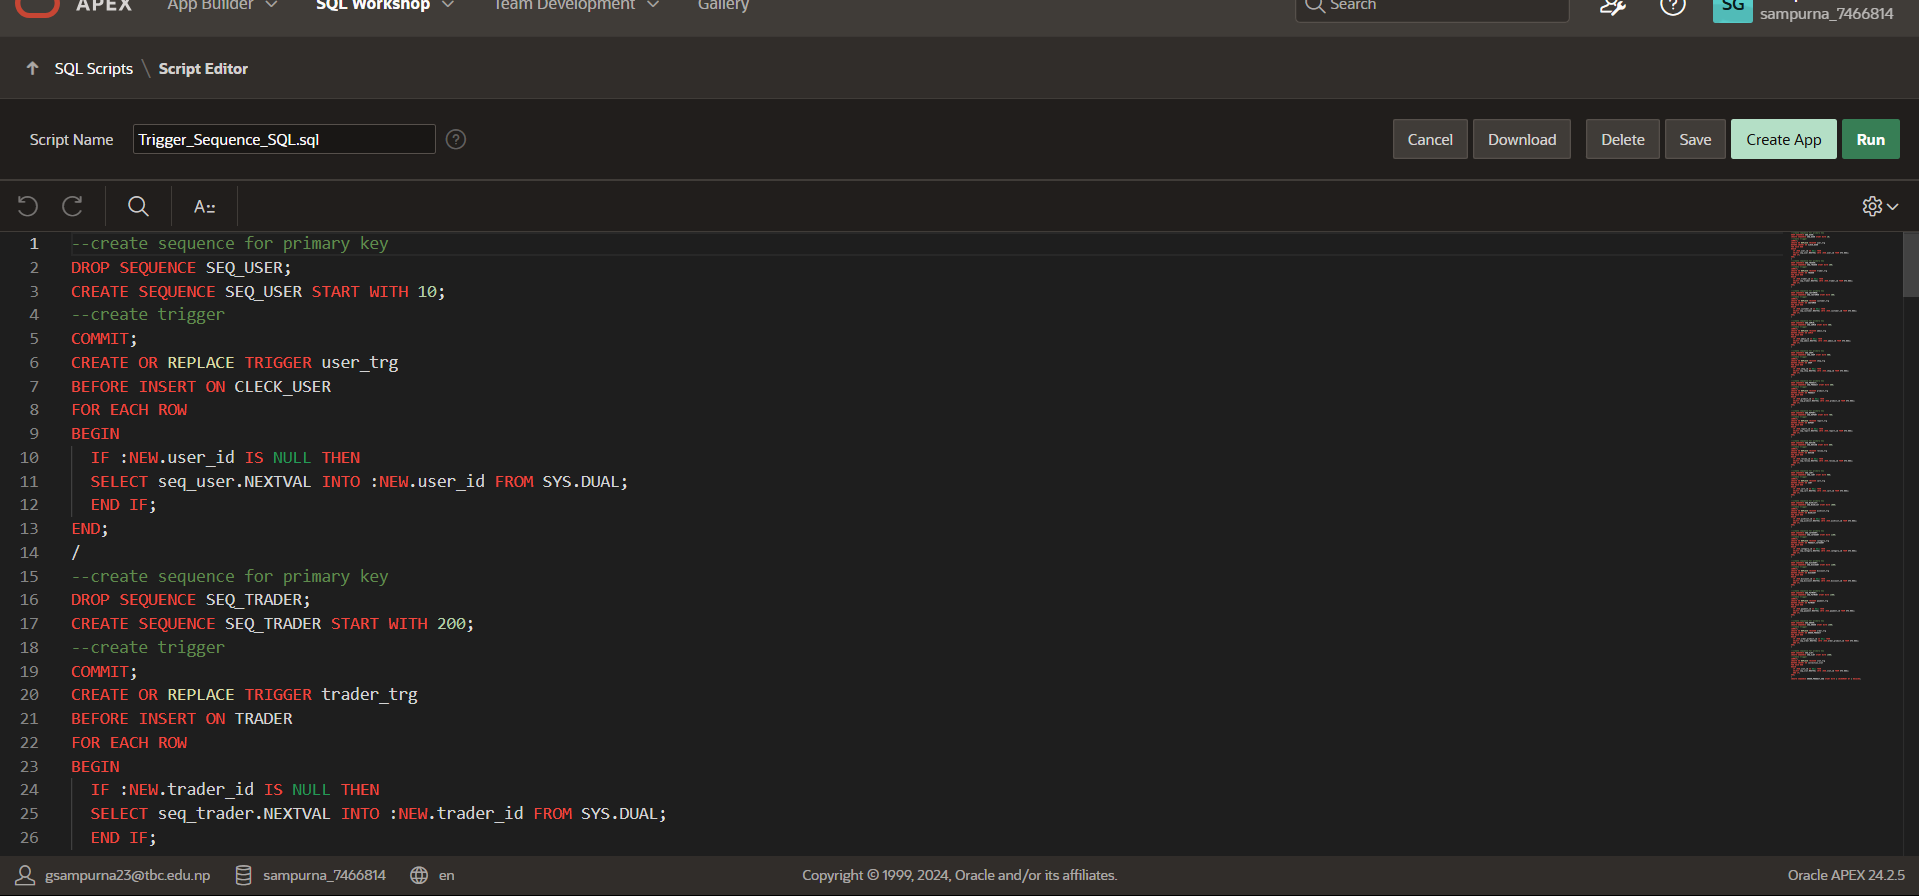 APEX App Builder SQL Workshop Team Development Gallery Search SG sampurna_7466814
SQL Scripts \ Script Editor
Script Name Trigger_Sequence_SQL.sql ? Cancel Download Delete Save Create App Run
A::
1 --create sequence for primary key
2 DROP SEQUENCE SEQ_USER;
3 CREATE SEQUENCE SEQ_USER START WITH 10;
4 --create trigger
5 COMMIT;
6 CREATE OR REPLACE TRIGGER user_trg
7 BEFORE INSERT ON CLECK_USER
8 FOR EACH ROW
9 BEGIN
10 IF :NEW.user_id IS NULL THEN
11 SELECT seq_user.NEXTVAL INTO :NEW.user_id FROM SYS.DUAL;
12 END IF;
13 END;
14 /
15 --create sequence for primary key
16 DROP SEQUENCE SEQ_TRADER;
17 CREATE SEQUENCE SEQ_TRADER START WITH 200;
18 --create trigger
19 COMMIT;
20 CREATE OR REPLACE TRIGGER trader_trg
21 BEFORE INSERT ON TRADER
22 FOR EACH ROW
23 BEGIN
24 IF :NEW.trader_id IS NULL THEN
25 SELECT seq_trader.NEXTVAL INTO :NEW.trader_id FROM SYS.DUAL;
26 END IF;
gsampurna23@tbc.edu.np sampurna_7466814 en Copyright © 1999, 2024, Oracle and/or its affiliates. Oracle APEX 24.2.5